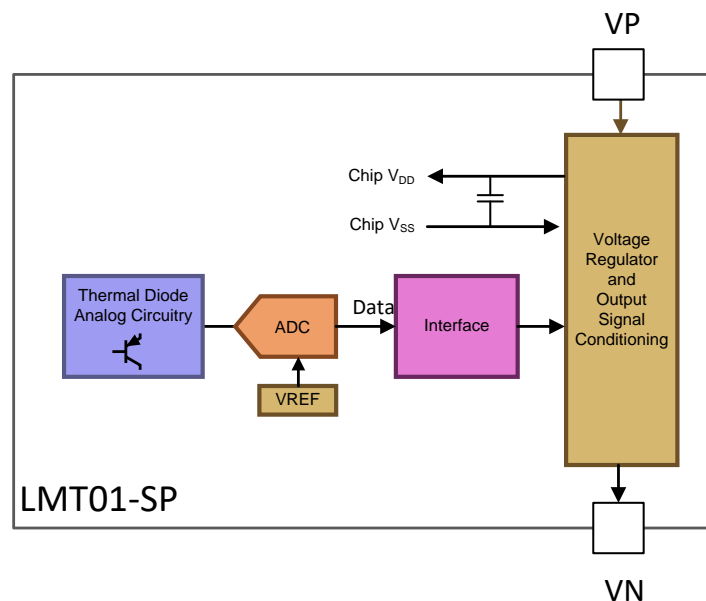 VP
Chip VDD
Chip VSS
Voltage
Regulator
and
Output
Signal
Conditioning
Thermal Diode
Analog Circuitry
ADC
Data
Interface
VREF
LMT01-SP
VN